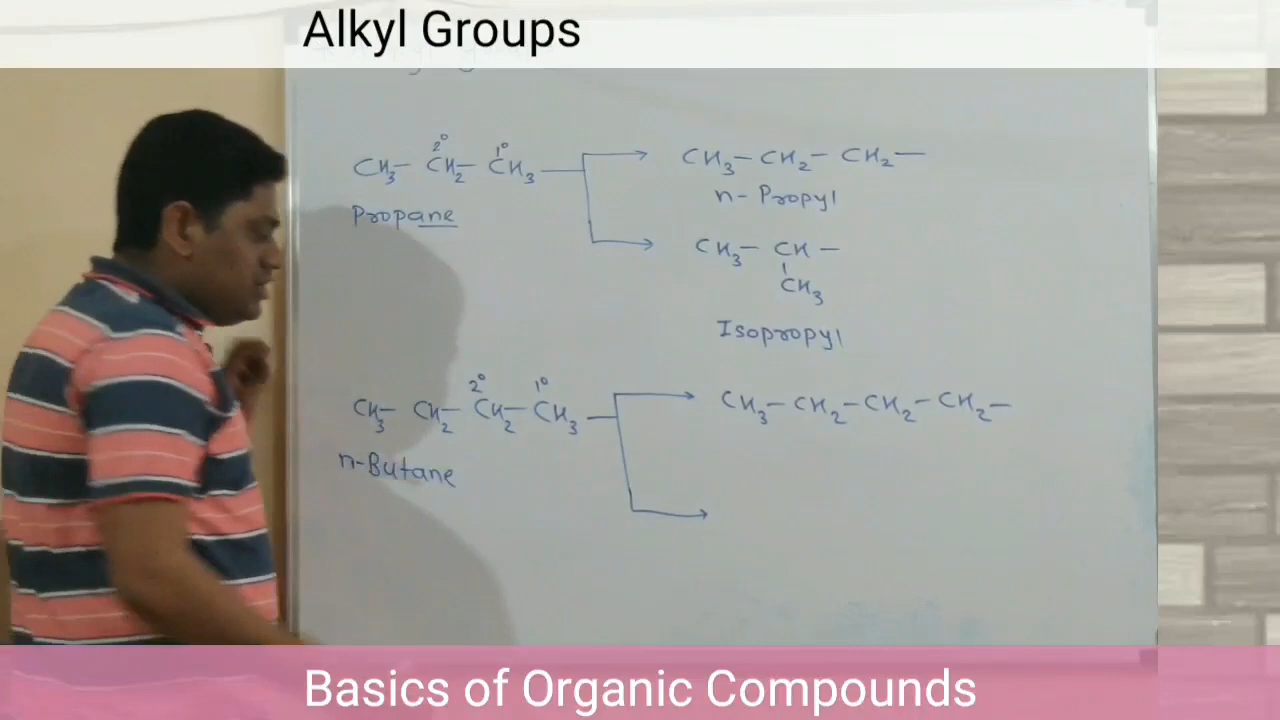 Alkyl Groups
2° 1°
CH₃— CH₂— CH₃
Propane
CH₃— CH₂— CH₂—
n- Propyl
CH₃— CH —
CH₃
Isopropyl
2° 1°
CH₃— CH₂— CH₂— CH₃
n-Butane
CH₃— CH₂— CH₂— CH₂—
Basics of Organic Compounds